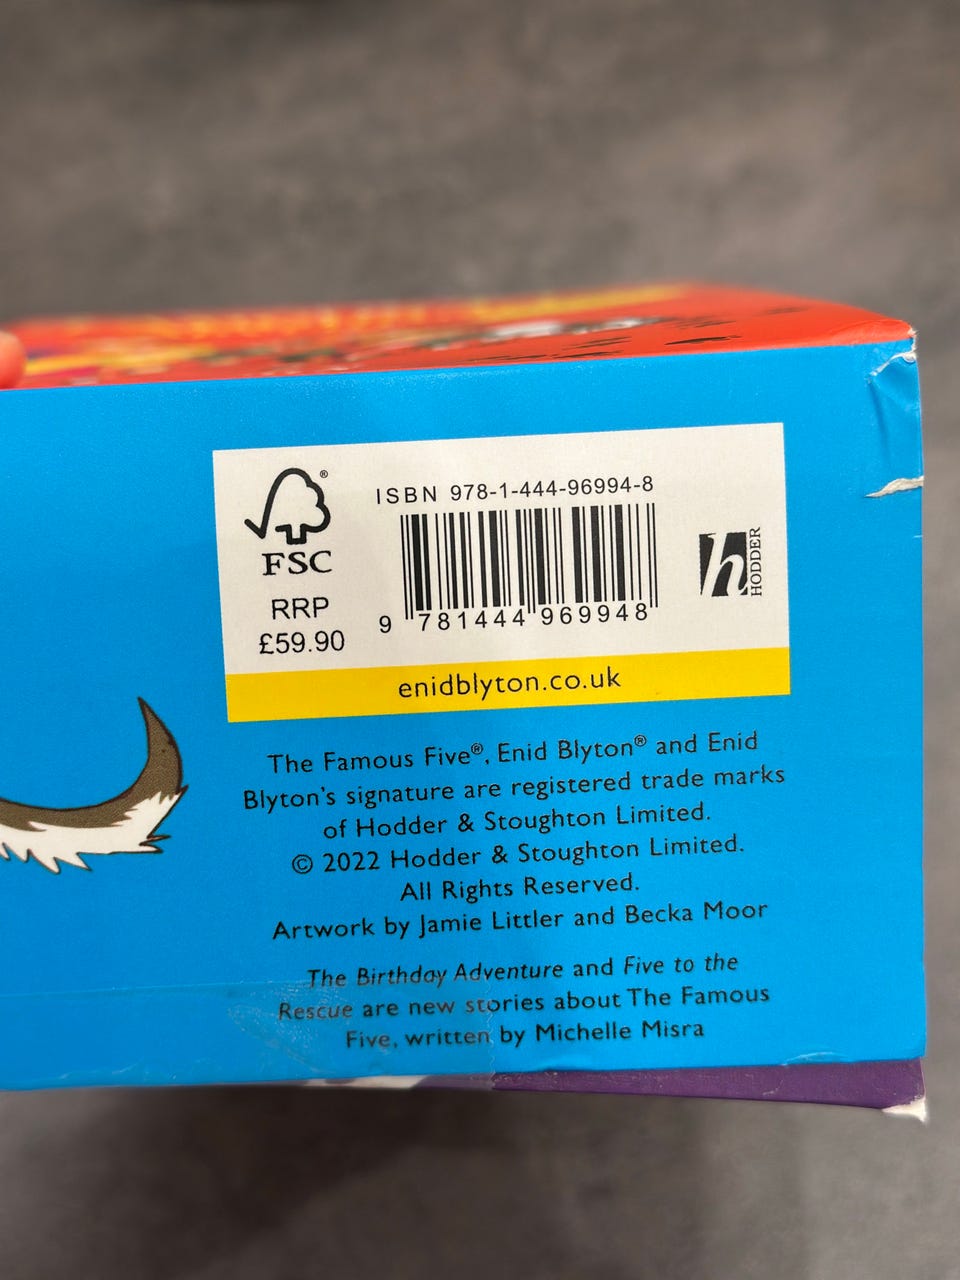 ISBN 978-1-444-96994-8
®
FSC
RRP
£59.90
9 781444 969948
h
HODDER
enidblyton.co.uk
The Famous Five®, Enid Blyton® and Enid
Blyton's signature are registered trade marks
of Hodder & Stoughton Limited.
© 2022 Hodder & Stoughton Limited.
All Rights Reserved.
Artwork by Jamie Littler and Becka Moor
The Birthday Adventure and Five to the
Rescue are new stories about The Famous
Five, written by Michelle Misra